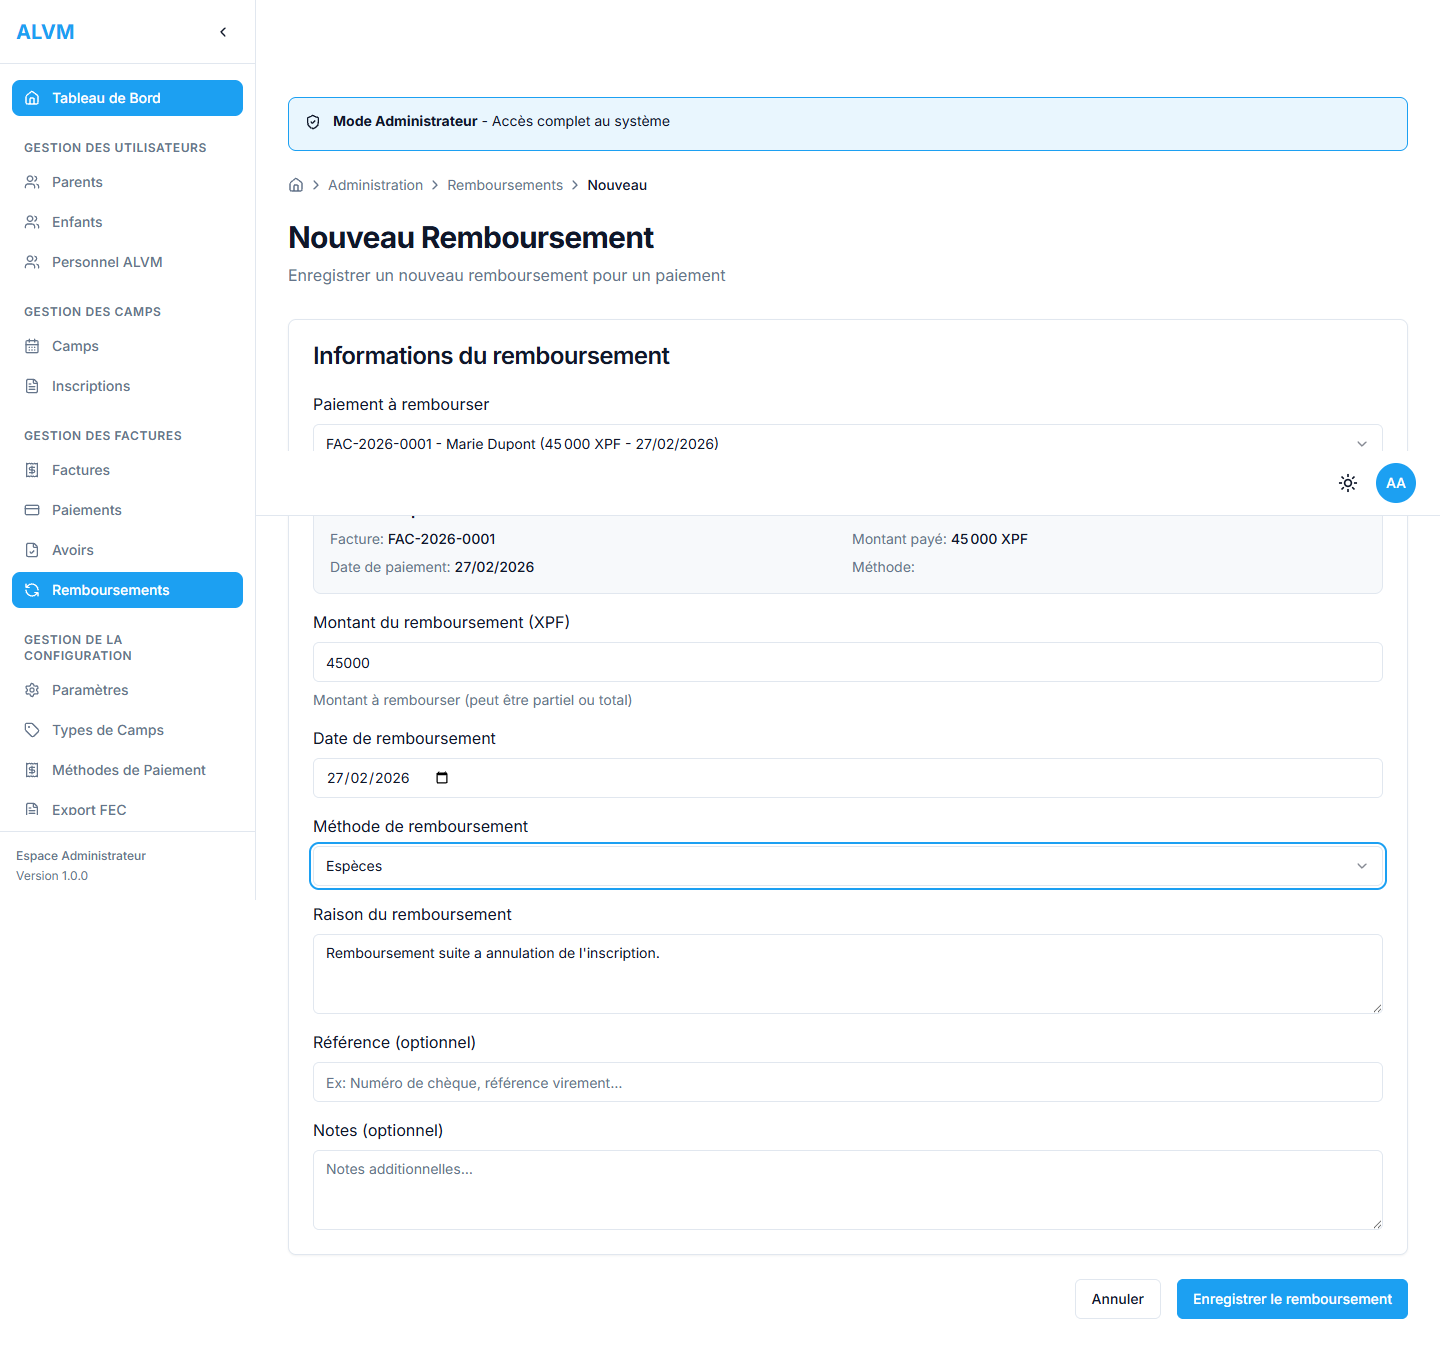 ALVM
Tableau de Bord
GESTION DES UTILISATEURS
Parents
Enfants
Personnel ALVM
GESTION DES CAMPS
Camps
Inscriptions
GESTION DES FACTURES
Factures
Paiements
Avoirs
Remboursements
GESTION DE LA
CONFIGURATION
Paramètres
Types de Camps
Méthodes de Paiement
Export FEC
Espace Administrateur
Version 1.0.0
Mode Administrateur - Accès complet au système
Administration > Remboursements > Nouveau
Nouveau Remboursement
Enregistrer un nouveau remboursement pour un paiement
Informations du remboursement
Paiement à rembourser
FAC-2026-0001 - Marie Dupont (45 000 XPF - 27/02/2026)
AA
Facture: FAC-2026-0001
Montant payé: 45 000 XPF
Date de paiement: 27/02/2026
Méthode:
Montant du remboursement (XPF)
45000
Montant à rembourser (peut être partiel ou total)
Date de remboursement
27/02/2026
Méthode de remboursement
Espèces
Raison du remboursement
Remboursement suite a annulation de l'inscription.
Référence (optionnel)
Ex: Numéro de chèque, référence virement...
Notes (optionnel)
Notes additionnelles...
Annuler
Enregistrer le remboursement